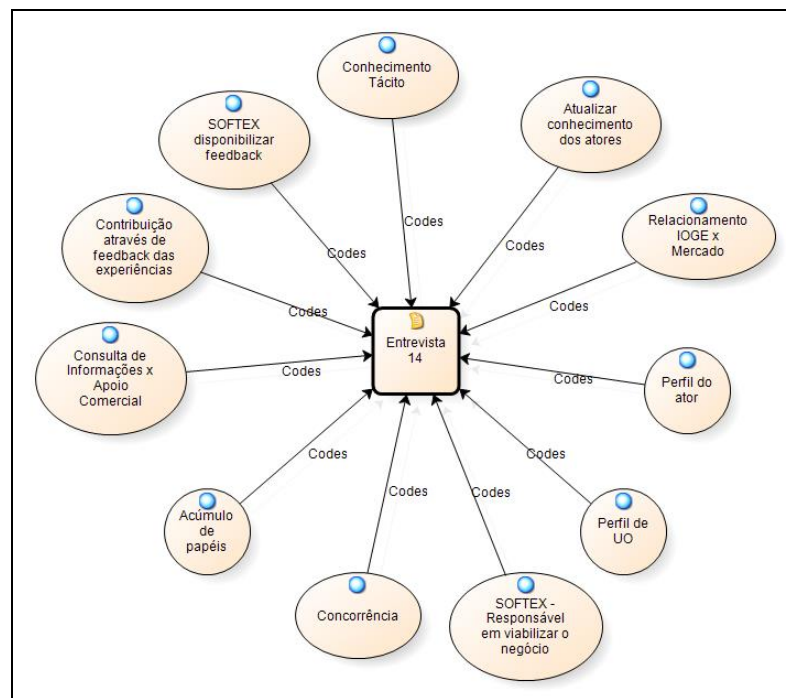 Conhecimento
Tácito
SOFTEX
disponibilizar
feedback
Atualizar
conhecimento
dos atores
Contribuição
através de
feedback das
experiências
Relacionamento
IOGE x
Mercado
Consulta de
Informações x
Apoio
Comercial
Entrevista
14
Perfil do
ator
Acúmulo
de
papéis
Perfil de
UO
Concorrência
SOFTEX -
Responsável
em viabilizar o
negócio
Codes
Codes
Codes
Codes
Codes
Codes
Codes
Codes
Codes
Codes
Codes